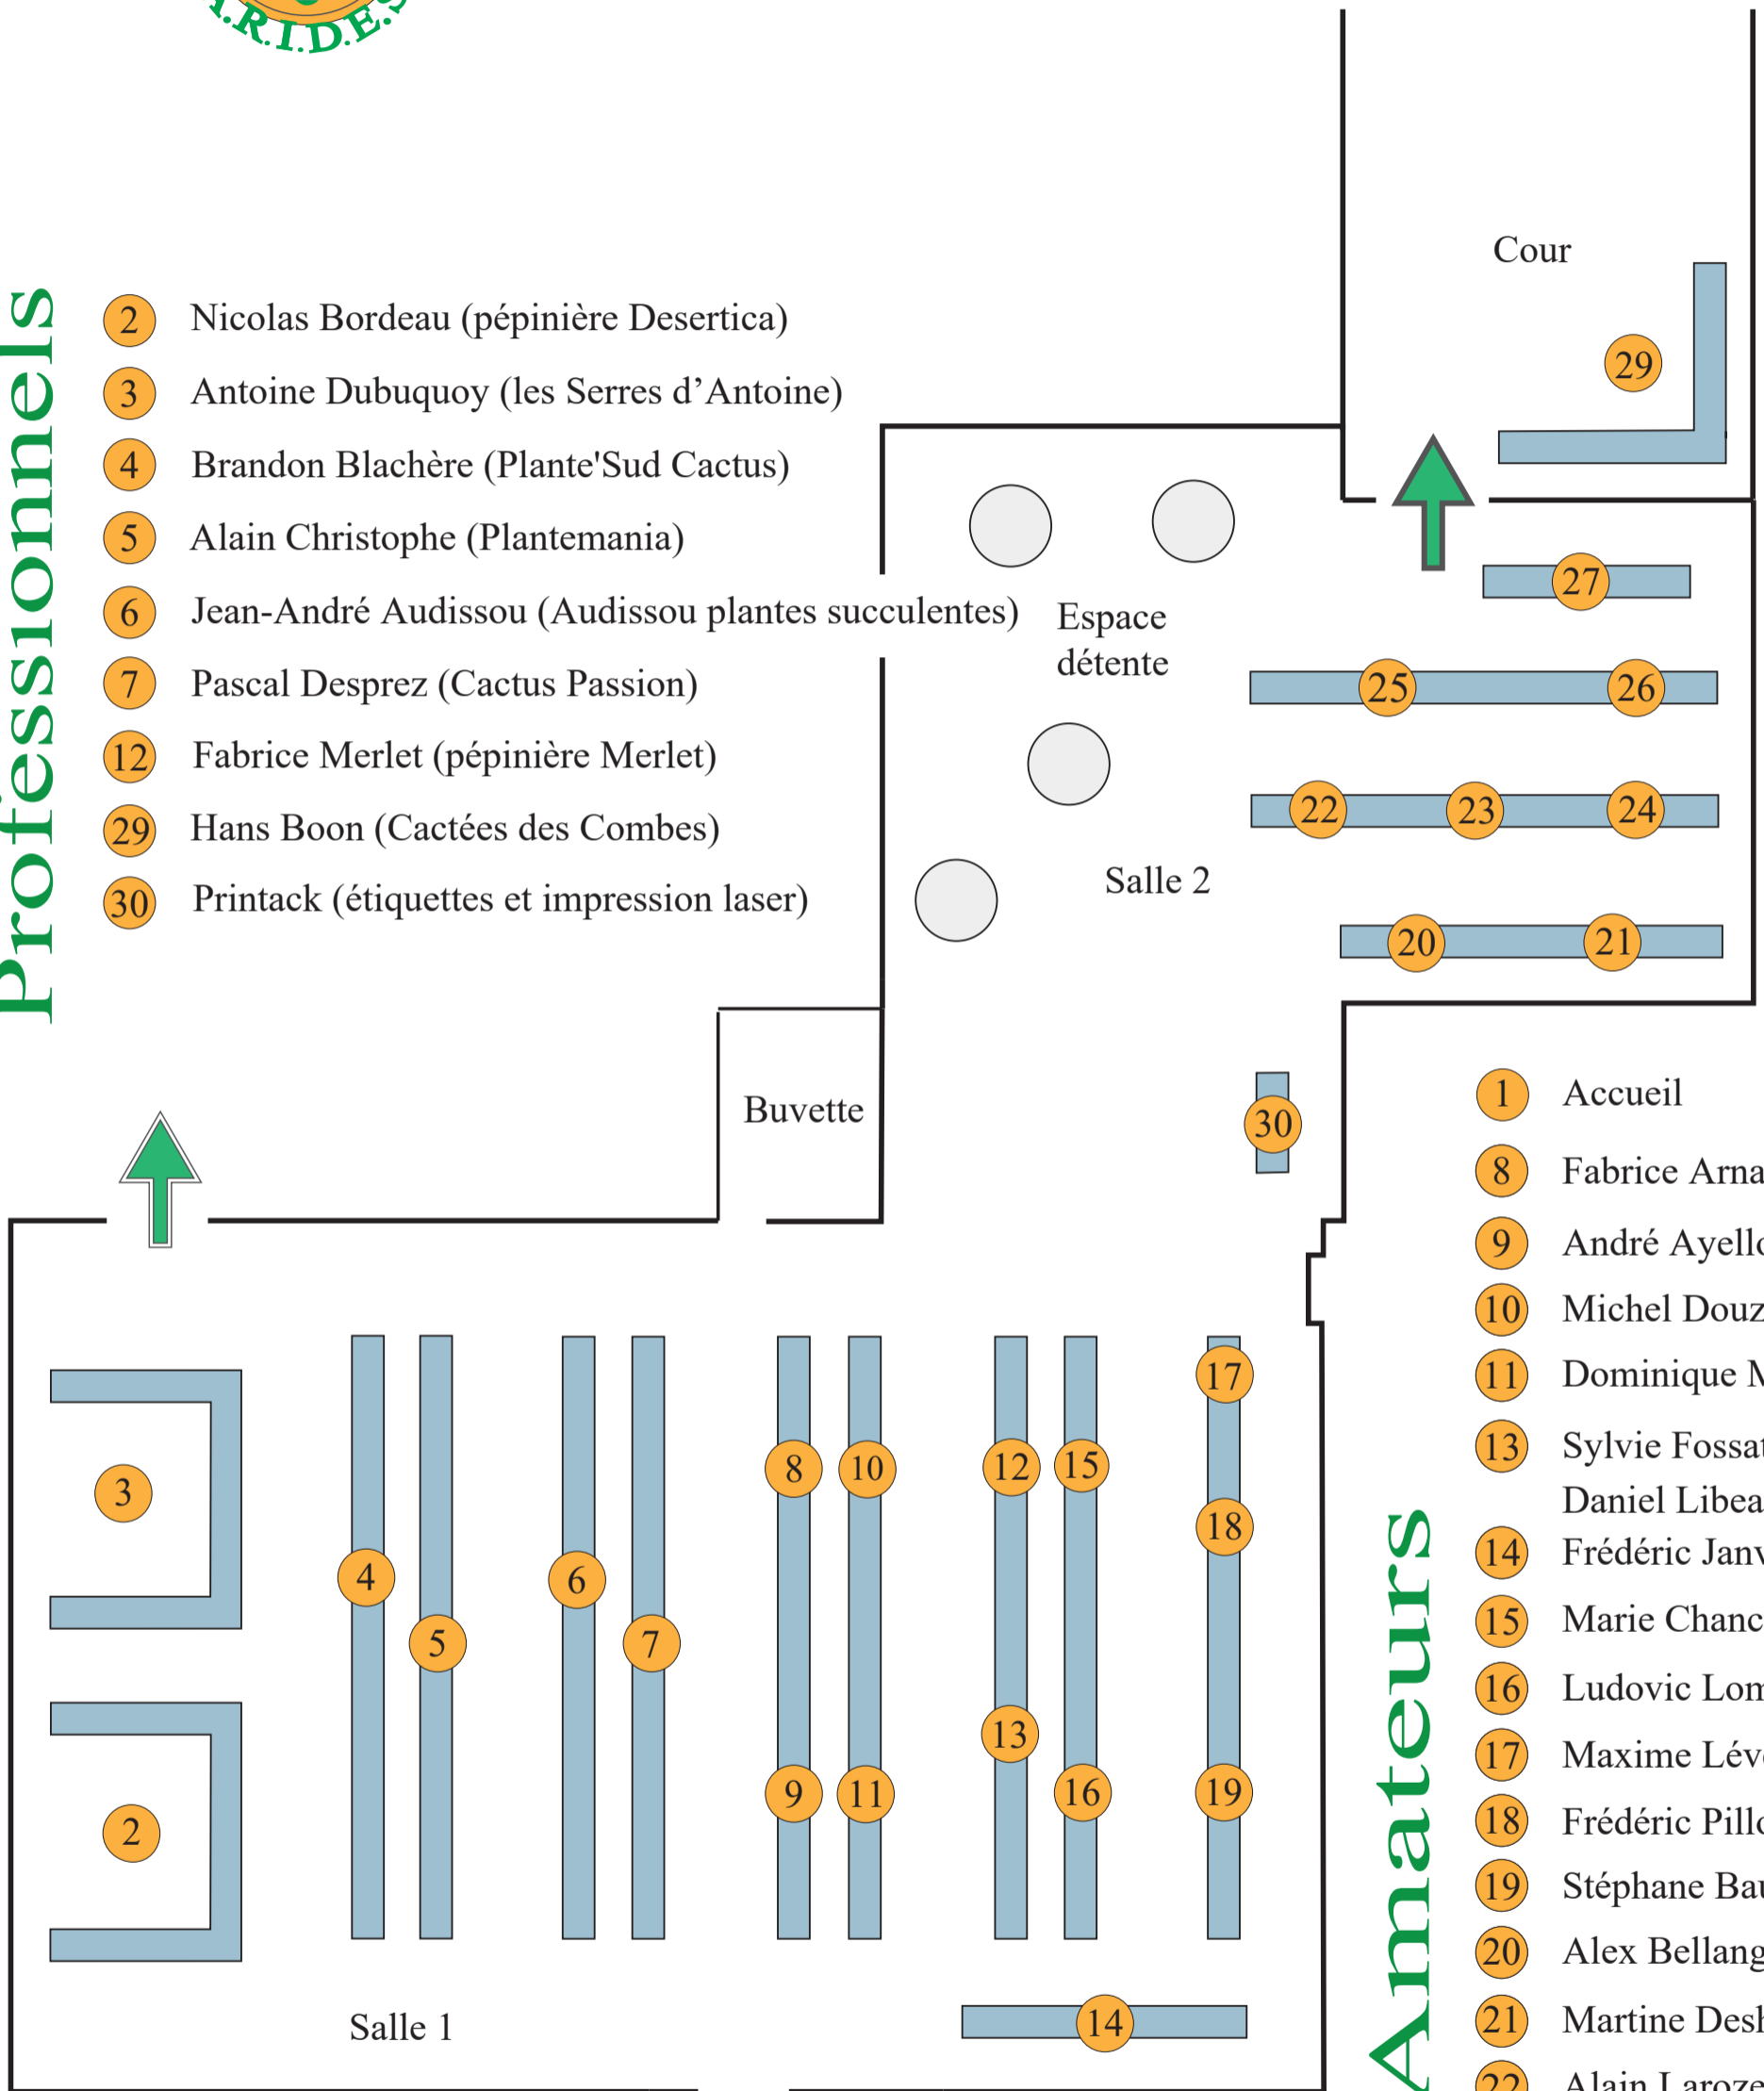 .R.I.D.E.S
Professionnels
2 Nicolas Bordeau (pépinière Desertica)
3 Antoine Dubuquoy (les Serres d’Antoine)
4 Brandon Blachère (Plante'Sud Cactus)
5 Alain Christophe (Plantemania)
6 Jean-André Audissou (Audissou plantes succulentes)
7 Pascal Desprez (Cactus Passion)
12 Fabrice Merlet (pépinière Merlet)
29 Hans Boon (Cactées des Combes)
30 Printack (étiquettes et impression laser)
Cour
29
27
Espace
détente
25 26
22 23 24
Salle 2
20 21
Buvette
30
3
2
4
5
6
7
8 10
9 11
12 15
13
16
17
18
19
14
Salle 1
Amateurs
1 Accueil
8 Fabrice
9 André
10 Michel
11 Dominique
13 Sylvie
Daniel
14 Frédéric
15 Marie
16 Ludovic
17 Maxime
18 Frédéric
19 Stéphane
20 Alex
21 Martine
22 Alain